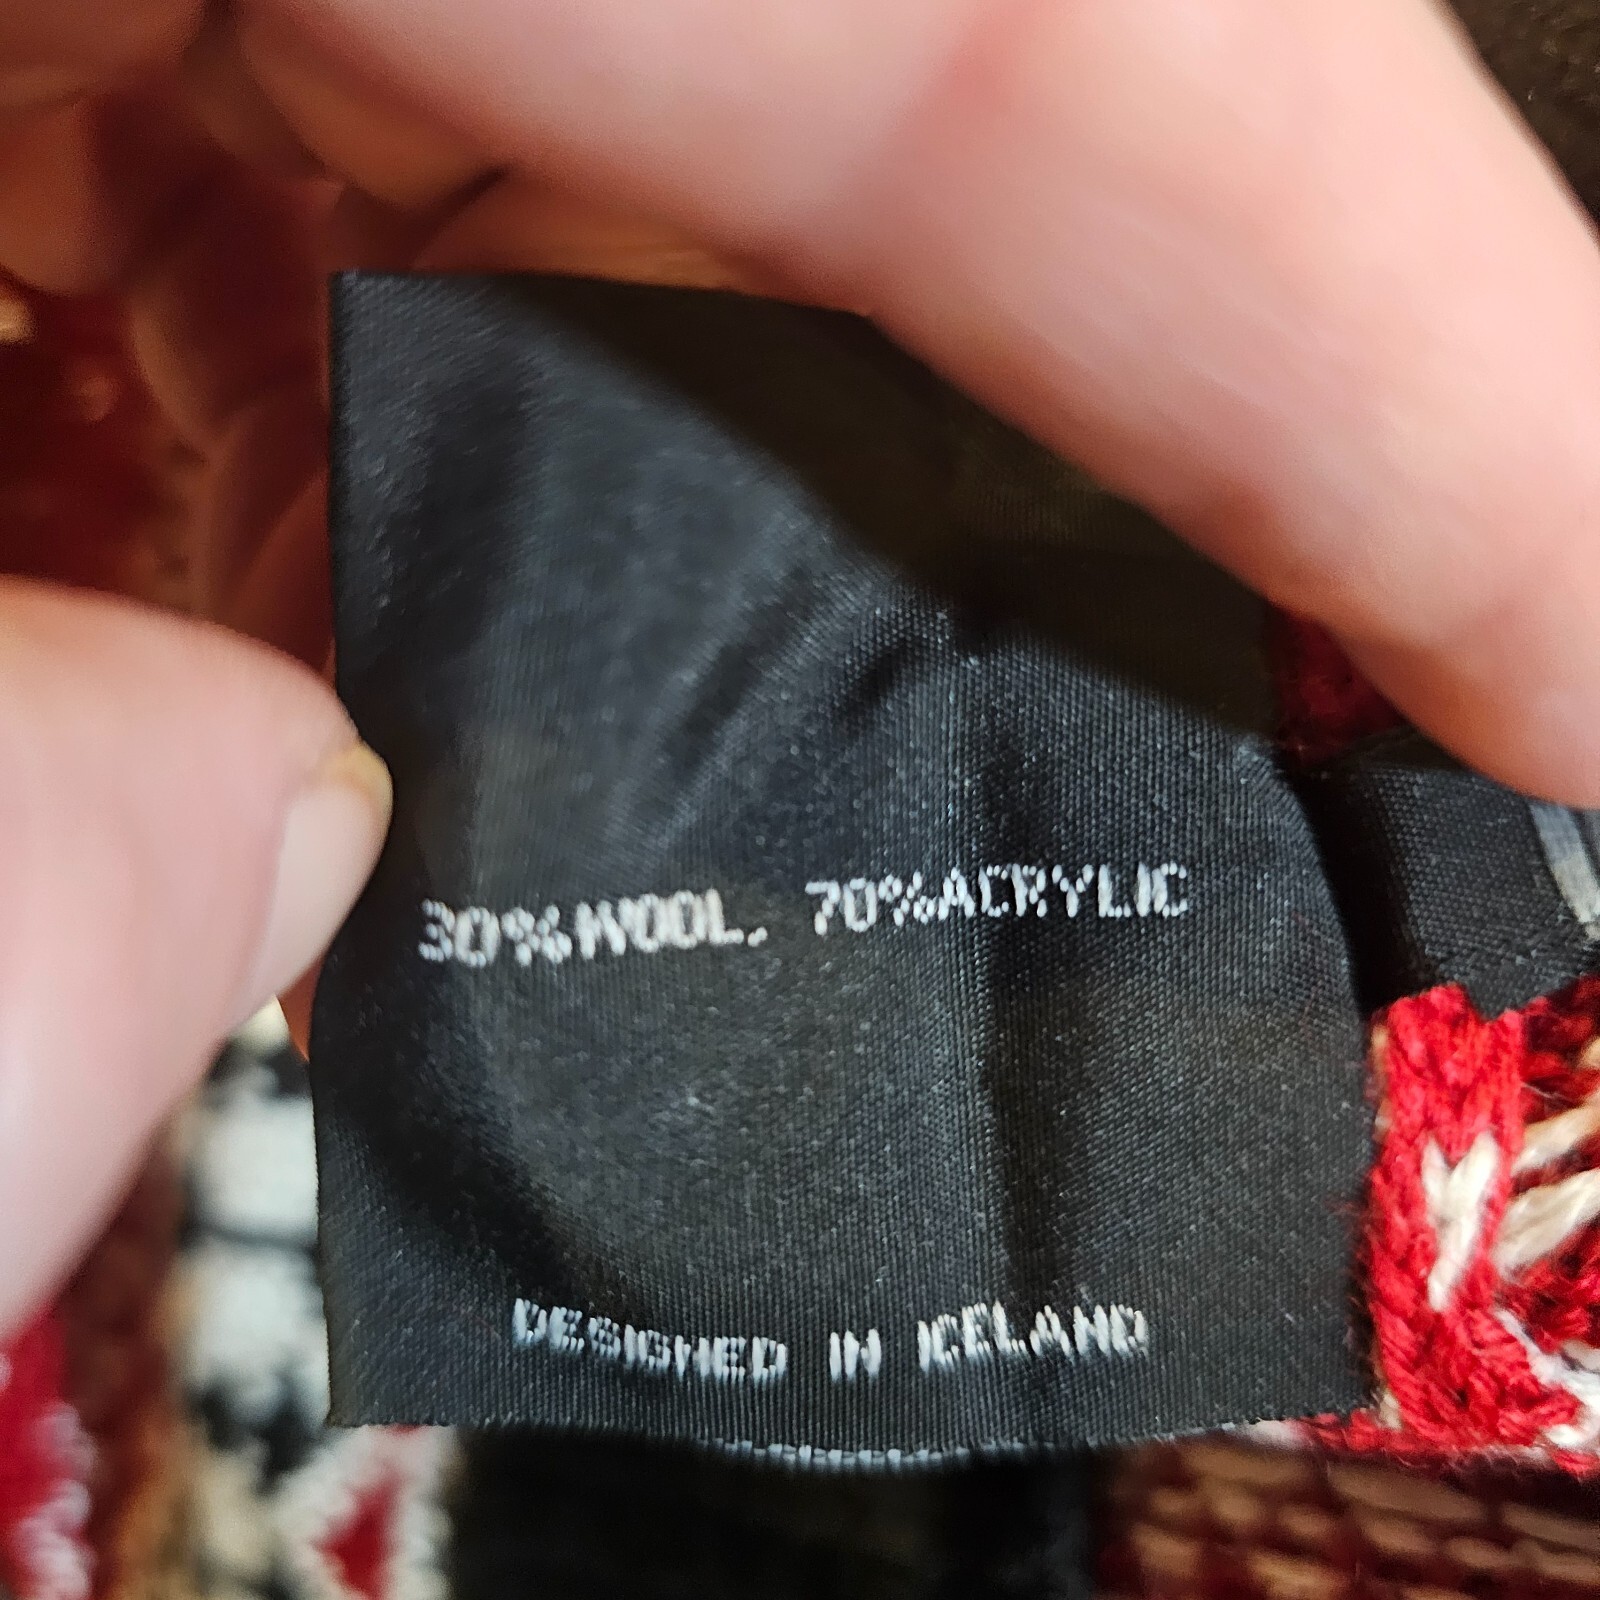 30%WOOL, 70%ACRYLIC
DESIGNED IN ICELAND